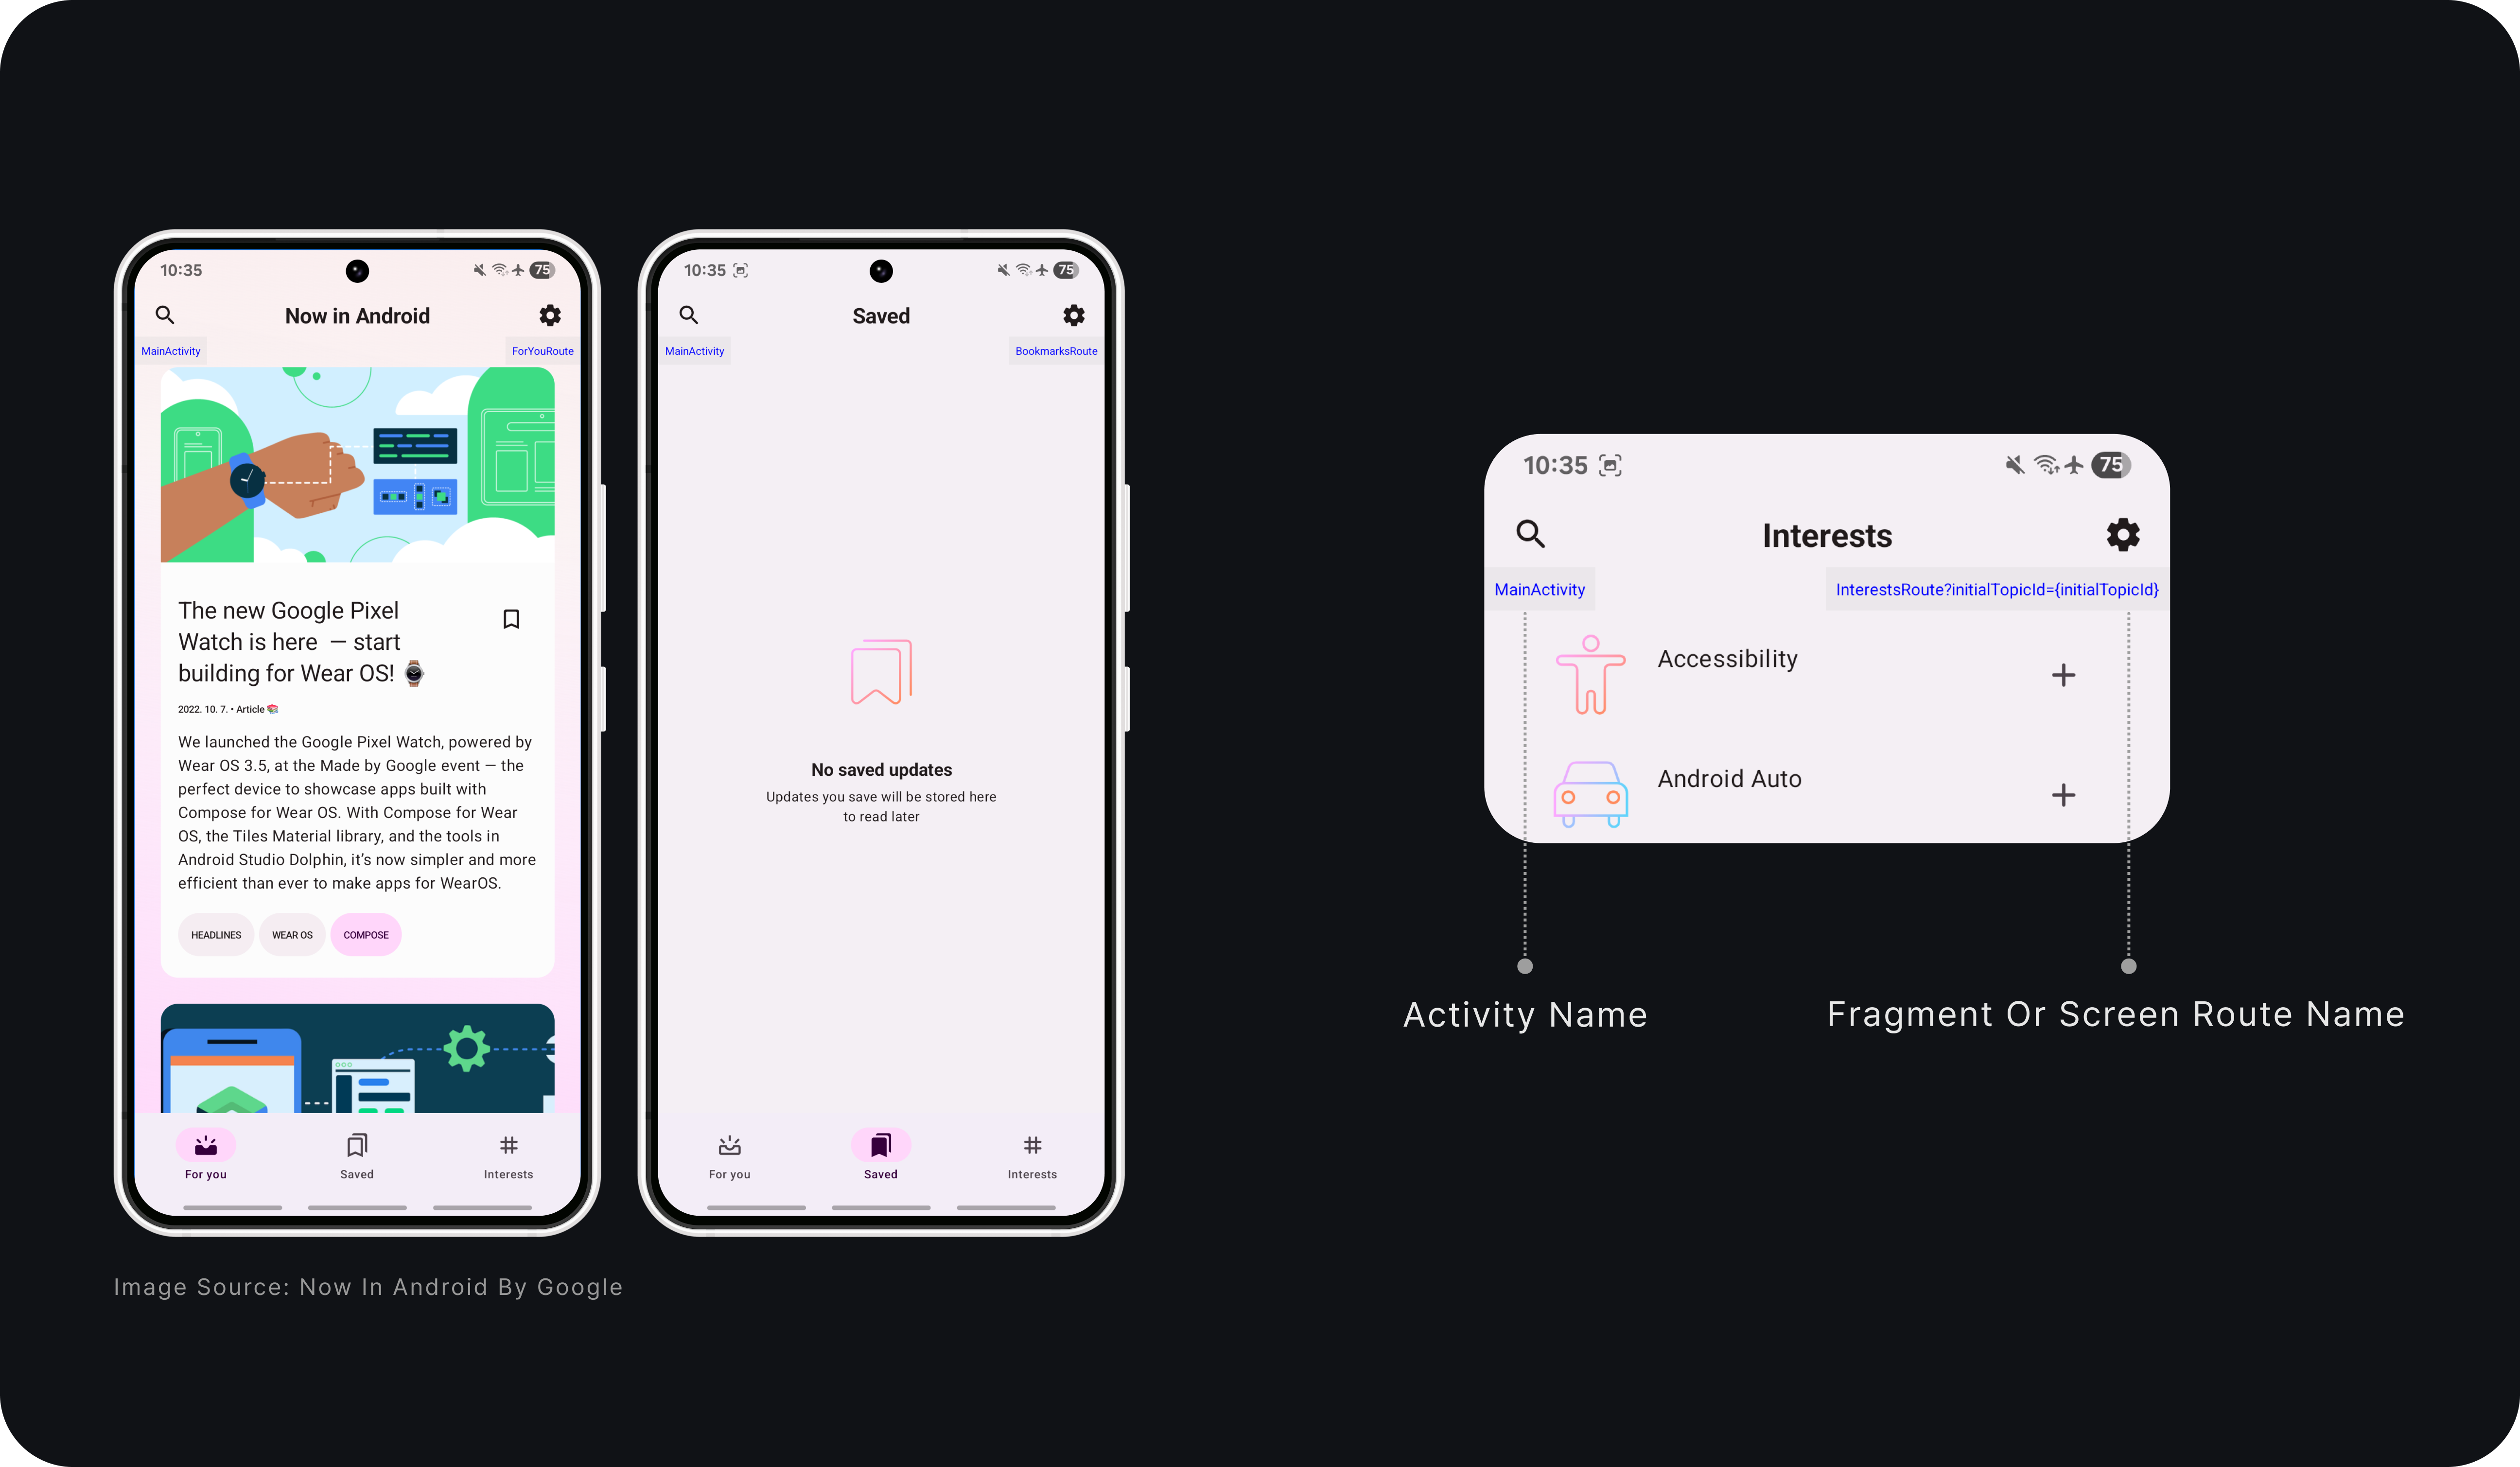 10:35
75
Now in Android
MainActivity
ForYouRoute
The new Google Pixel
Watch is here — start
building for Wear OS! ⌚
2022. 10. 7. • Article 📚
We launched the Google Pixel Watch, powered by
Wear OS 3.5, at the Made by Google event — the
perfect device to showcase apps built with
Compose for Wear OS. With Compose for Wear
OS, the Tiles Material library, and the tools in
Android Studio Dolphin, it’s now simpler and more
efficient than ever to make apps for WearOS.
HEADLINES
WEAR OS
COMPOSE
For you
Saved
Interests
10:35
75
Saved
MainActivity
BookmarksRoute
No saved updates
Updates you save will be stored here
to read later
For you
Saved
Interests
10:35
75
Interests
MainActivity
InterestsRoute?initialTopicId={initialTopicId}
Accessibility
Android Auto
Activity Name
Fragment Or Screen Route Name
Image Source: Now In Android By Google